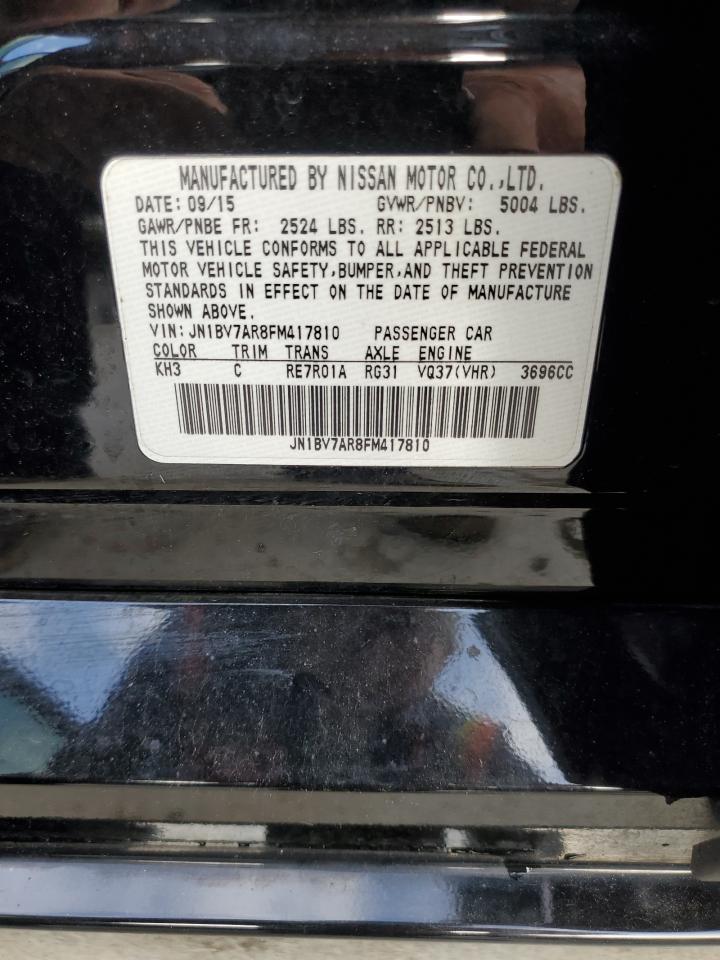 MANUFACTURED BY NISSAN MOTOR CO.,LTD.
DATE: 09/15 GVWR/PNBV: 5004 LBS.
GAWR/PNBE FR: 2524 LBS. RR: 2513 LBS.
THIS VEHICLE CONFORMS TO ALL APPLICABLE FEDERAL
MOTOR VEHICLE SAFETY,BUMPER,AND THEFT PREVENTION
STANDARDS IN EFFECT ON THE DATE OF MANUFACTURE
SHOWN ABOVE.
VIN: JN1BV7AR8FM417810 PASSENGER CAR
COLOR TRIM TRANS AXLE ENGINE
KH3 C RE7R01A RG31 VQ37(VHR) 3696CC
JN1BV7AR8FM417810